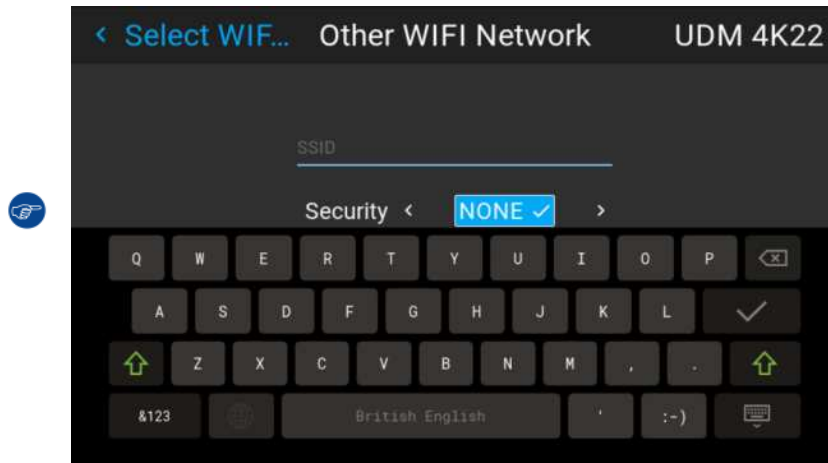 < Select WIF... Other WIFI Network UDM 4K22
SSID
Security < NONE ✓ >
Q W E R T Y U I O P
A S D F G H J K L
Z X C V B N M , .
&123 British English ' :-)